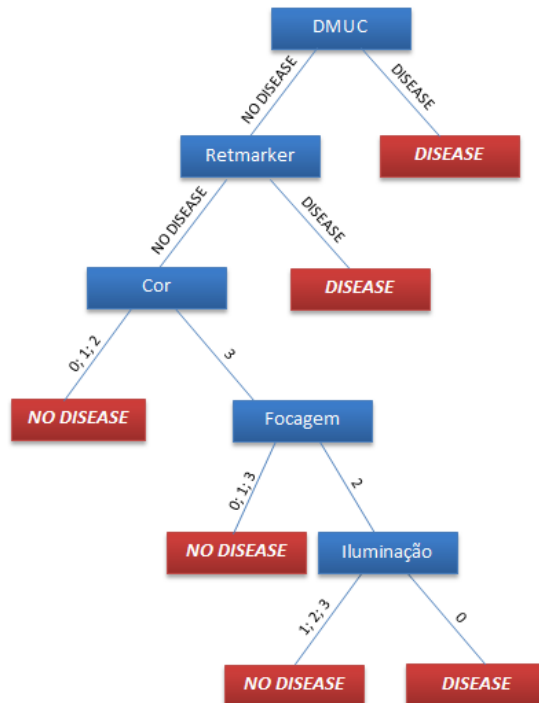 DMUC
NO DISEASE
DISEASE
Retmarker
DISEASE
NO DISEASE
DISEASE
Cor
DISEASE
0; 1; 2
3
NO DISEASE
Focagem
0; 1; 3
2
NO DISEASE
Iluminação
1; 2; 3
0
NO DISEASE
DISEASE